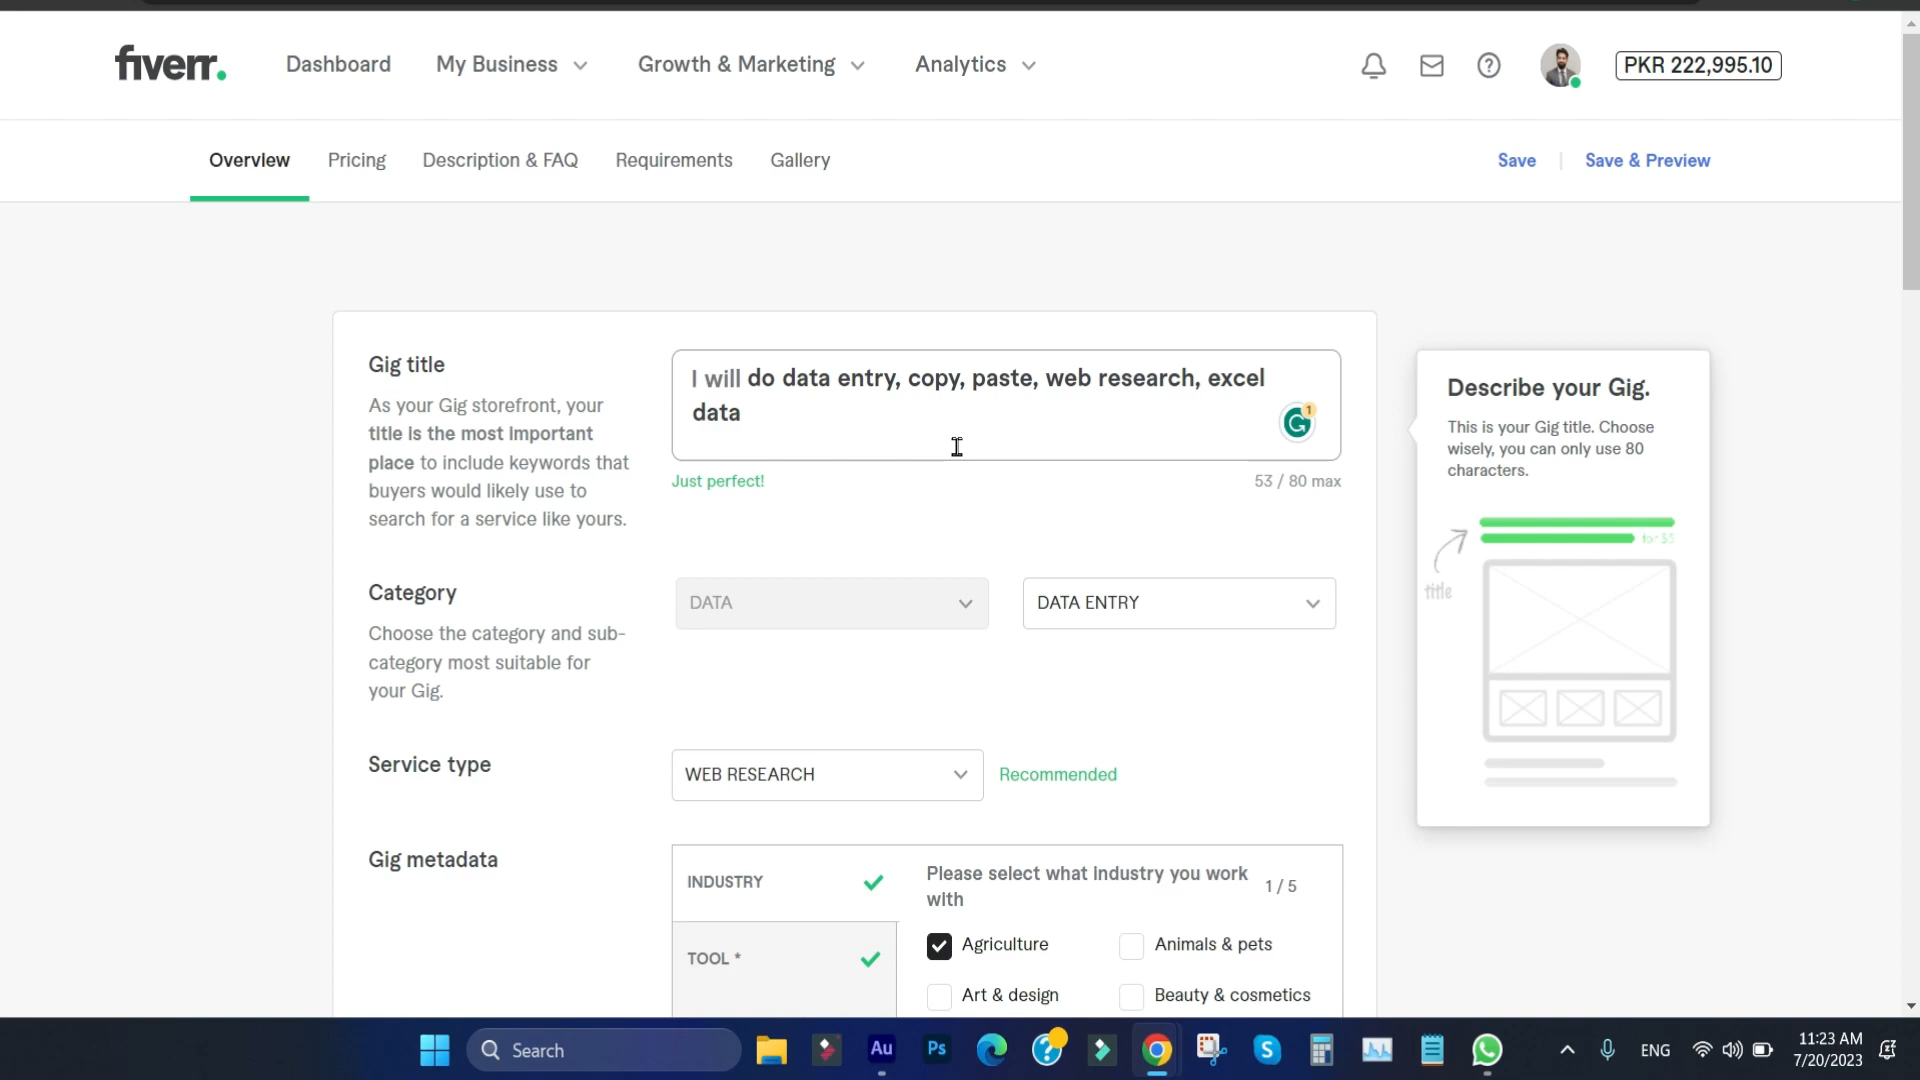 fiverr.
Dashboard
My Business
Growth & Marketing
Analytics
PKR 222,995.10
Overview
Pricing
Description & FAQ
Requirements
Gallery
Save
Save & Preview
Gig title
As your Gig storefront, your
title is the most important
place to include keywords that
buyers would likely use to
search for a service like yours.
I will do data entry, copy, paste, web research, excel
data
1
Just perfect!
53 / 80 max
Describe your Gig.
This is your Gig title. Choose
wisely, you can only use 80
characters.
for $5
title
Category
Choose the category and sub-
category most suitable for
your Gig.
DATA
DATA ENTRY
Service type
WEB RESEARCH
Recommended
Gig metadata
INDUSTRY
TOOL *
Please select what industry you work
with
1 / 5
Agriculture
Animals & pets
Art & design
Beauty & cosmetics
Search
Au
Ps
ENG
11:23 AM
7/20/2023